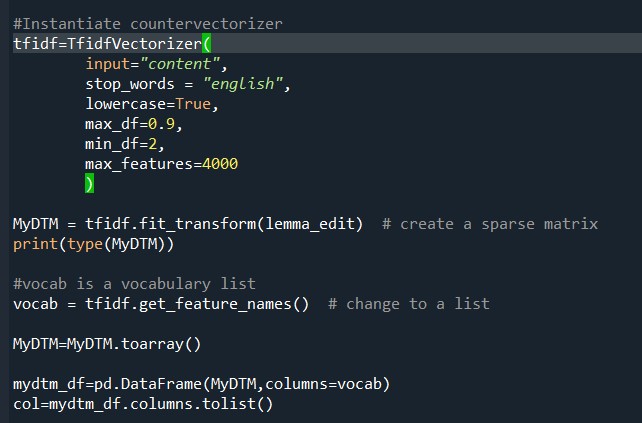 #Instantiate countervectorizer
tfidf=TfidfVectorizer(
input="content",
stop_words = "english",
lowercase=True,
max_df=0.9,
min_df=2,
max_features=4000
)
MyDTM = tfidf.fit_transform(lemma_edit)  # create a sparse matrix
print(type(MyDTM))
#vocab is a vocabulary list
vocab = tfidf.get_feature_names()  # change to a list
MyDTM=MyDTM.toarray()
mydtm_df=pd.DataFrame(MyDTM,columns=vocab)
col=mydtm_df.columns.tolist()